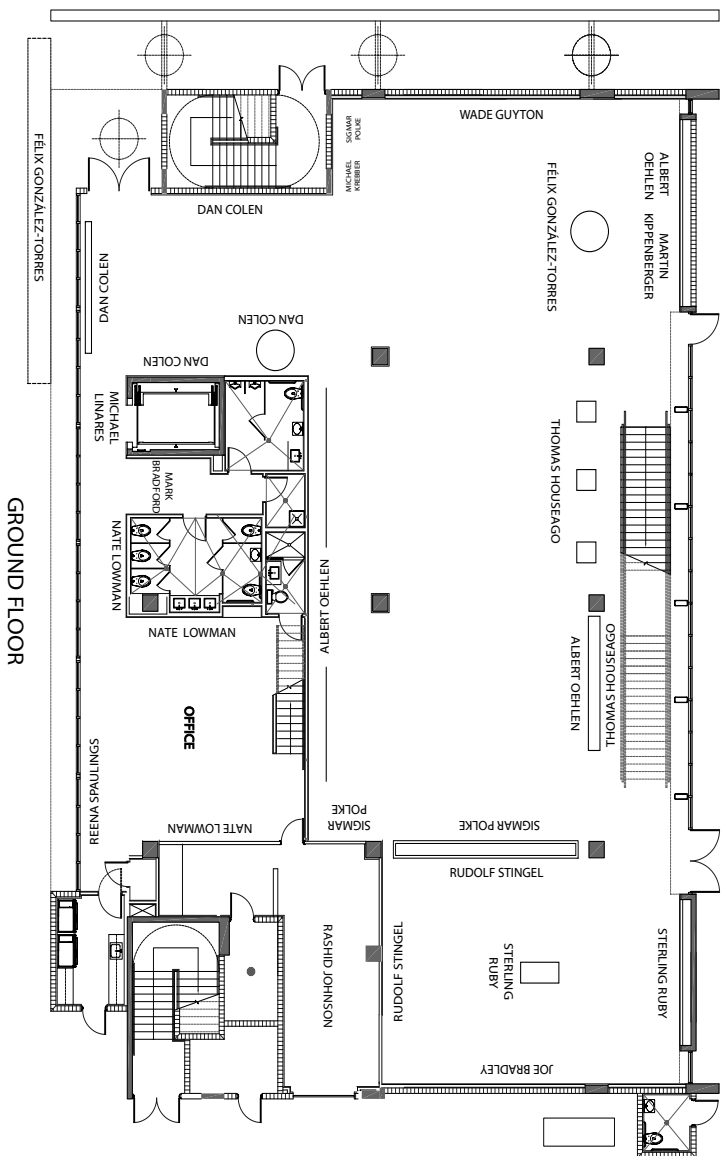 WADE GUYTON
SIGMAR
POLKE
MICHAEL
KREBBER
ALBERT
OEHLEN
MARTIN
KIPPENBERGER
FÉLIX GONZÁLEZ-TORRES
DAN COLEN
FÉLIX GONZÁLEZ-TORRES
DAN COLEN
DAN COLEN
DAN COLEN
MICHAEL
LINARES
MARK
BRADFORD
THOMAS HOUSEAGO
NATE LOWMAN
NATE LOWMAN
ALBERT OEHLEN
THOMAS HOUSEAGO
ALBERT OEHLEN
GROUND FLOOR
OFFICE
REENA SPAULINGS
NATE LOWMAN
SIGMAR
POLKE
SIGMAR POLKE
RUDOLF STINGEL
RASHID JOHNSON
RUDOLF STINGEL
STERLING
RUBY
STERLING RUBY
JOE BRADLEY